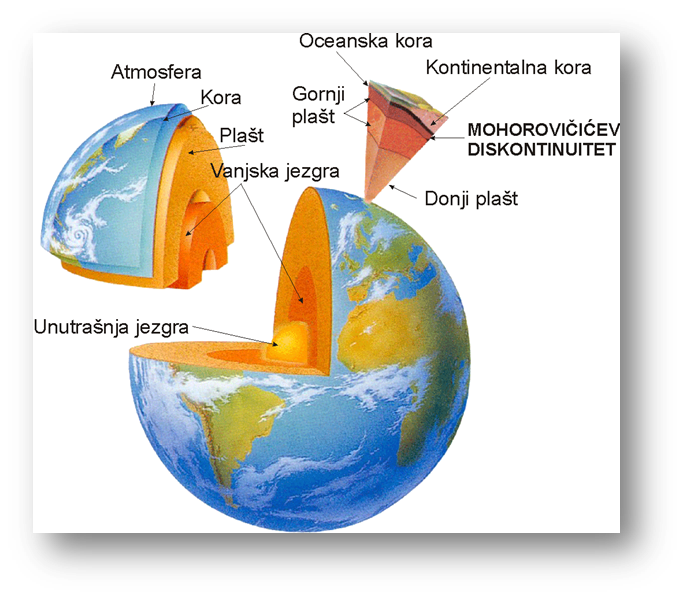 Oceanska kora
Kontinentalna kora
Atmosfera
Kora
Gornji
plašt
Plašt
MOHOROVIČIĆEV
DISKONTINUITET
Vanjska jezgra
Donji plašt
Unutrašnja jezgra